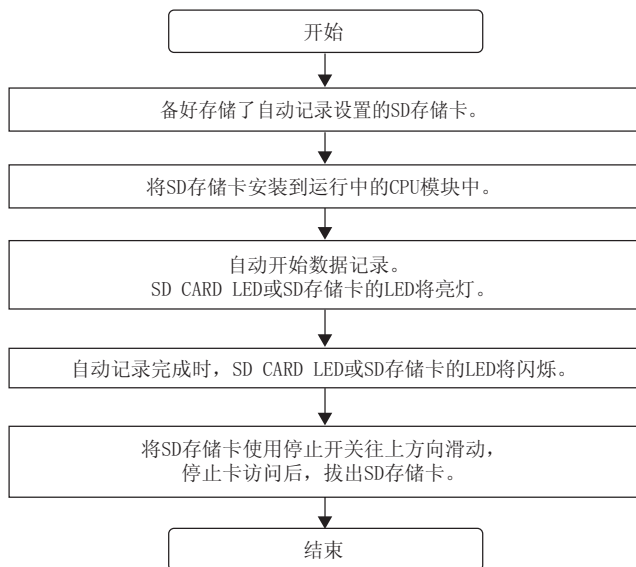 开始
备好存储了自动记录设置的SD存储卡。
将SD存储卡安装到运行中的CPU模块中。
自动开始数据记录。
SD CARD LED或SD存储卡的LED将亮灯。
自动记录完成时，SD CARD LED或SD存储卡的LED将闪烁。
将SD存储卡使用停止开关往上方向滑动，
停止卡访问后，拔出SD存储卡。
结束